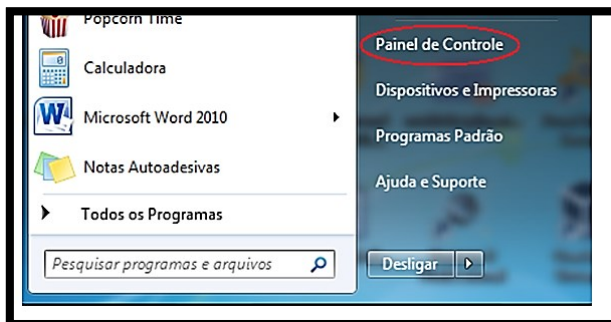 Popcorn Time
Calculadora
Microsoft Word 2010
Notas Autoadesivas
Todos os Programas
Pesquisar programas e arquivos
Painel de Controle
Dispositivos e Impressoras
Programas Padrão
Ajuda e Suporte
Desligar